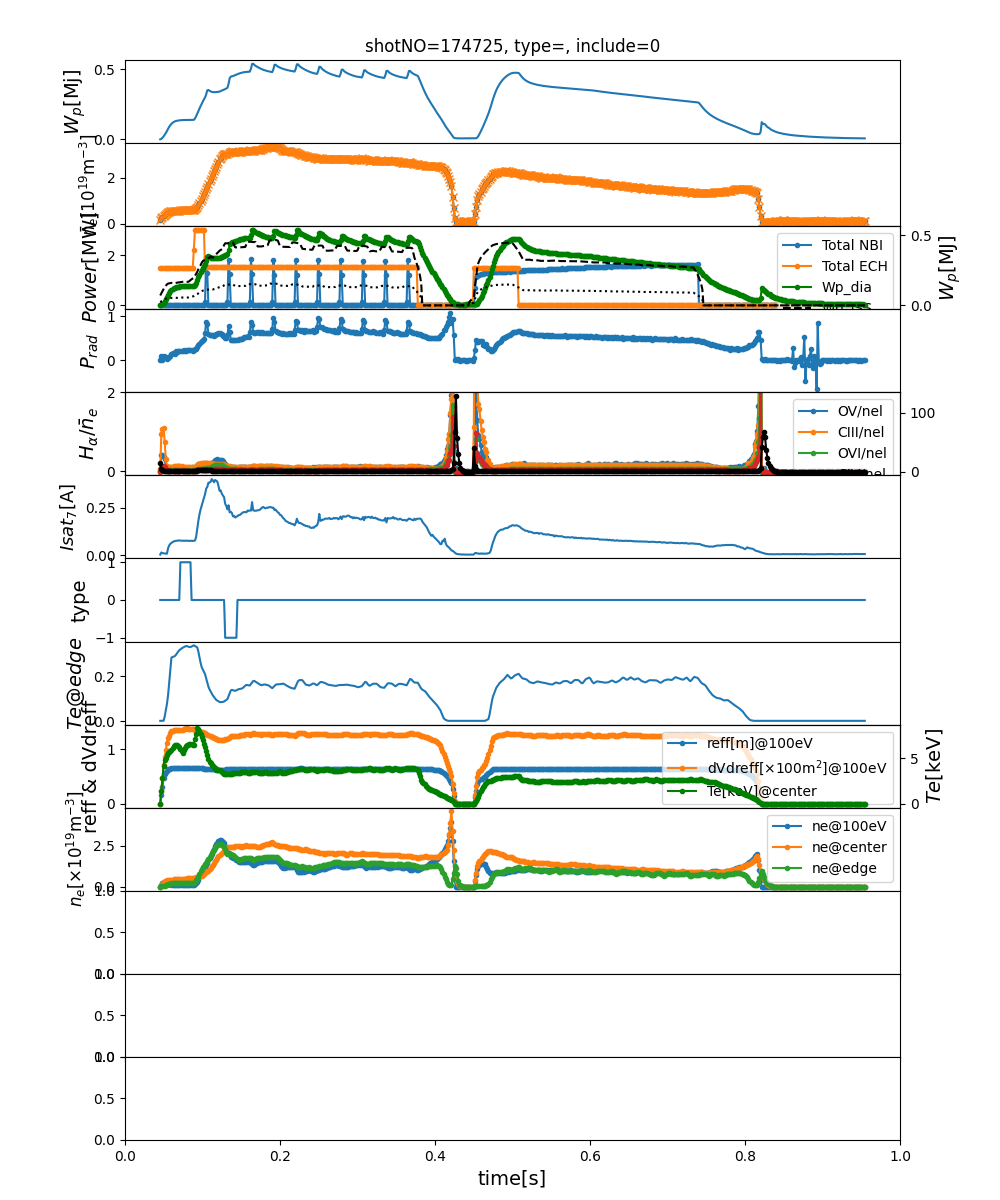 shotNO=174725, type=, include=0
W_p[Mj]
0.5
0.0
n̄_e[10^19m^−3]
2
0
Power[MW]
2
0
W_p[MJ]
0.5
0.0
Total NBI
Total ECH
Wp_dia
P_rad
1
0
H_α/n̄_e
2
0
100
0
OV/nel
CIII/nel
OVI/nel
Isat_7[A]
0.25
0.00
type
1
0
−1
Te@edge
0.2
0.0
reff & dVdreff
1
0
Te[keV]
5
0
reff[m]@100eV
dVdreff[×100m^2]@100eV
Te[keV]@center
n_e[×10^19m^−3]
2.5
0.0
ne@100eV
ne@center
ne@edge
0.5
0.0
1.0
0.5
0.0
1.0
0.5
0.0
0.0
0.2
0.4
0.6
0.8
1.0
time[s]